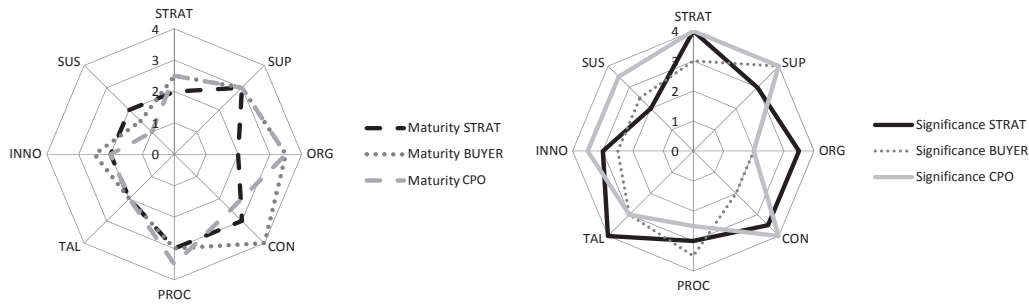 STRAT
4
3
2
1
0
SUP
ORG
CON
PROC
TAL
INNO
SUS
Maturity STRAT
Maturity BUYER
Maturity CPO
STRAT
4
3
2
1
0
SUP
ORG
CON
PROC
TAL
INNO
SUS
Significance STRAT
Significance BUYER
Significance CPO